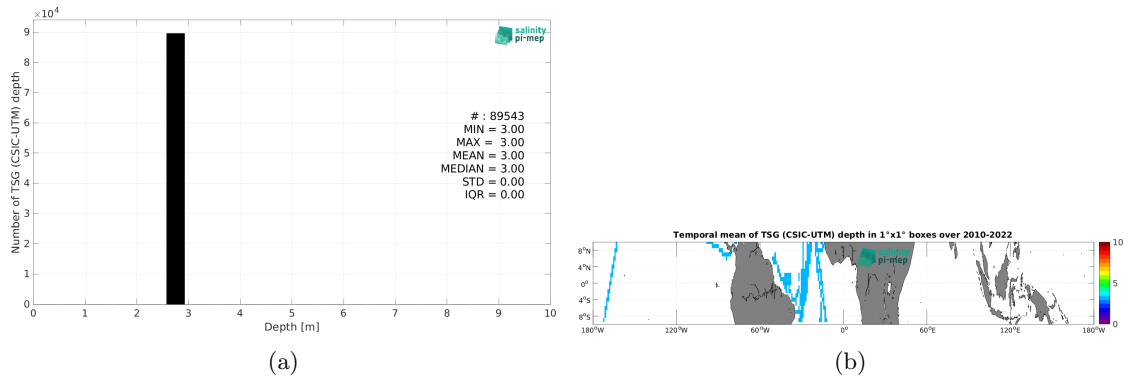 ×10⁴
9
8
7
6
5
4
3
2
1
0
Number of TSG (CSIC-UTM) depth
salinity
pi-mep
# : 89543
MIN = 3.00
MAX = 3.00
MEAN = 3.00
MEDIAN = 3.00
STD = 0.00
IQR = 0.00
0 1 2 3 4 5 6 7 8 9 10
Depth [m]
(a)
Temporal mean of TSG (CSIC-UTM) depth in 1°x1° boxes over 2010-2022
8°N
4°N
0°
4°S
8°S
salinity
pi-mep
10
5
0
180°W 120°W 60°W 0° 60°E 120°E 180°W
(b)